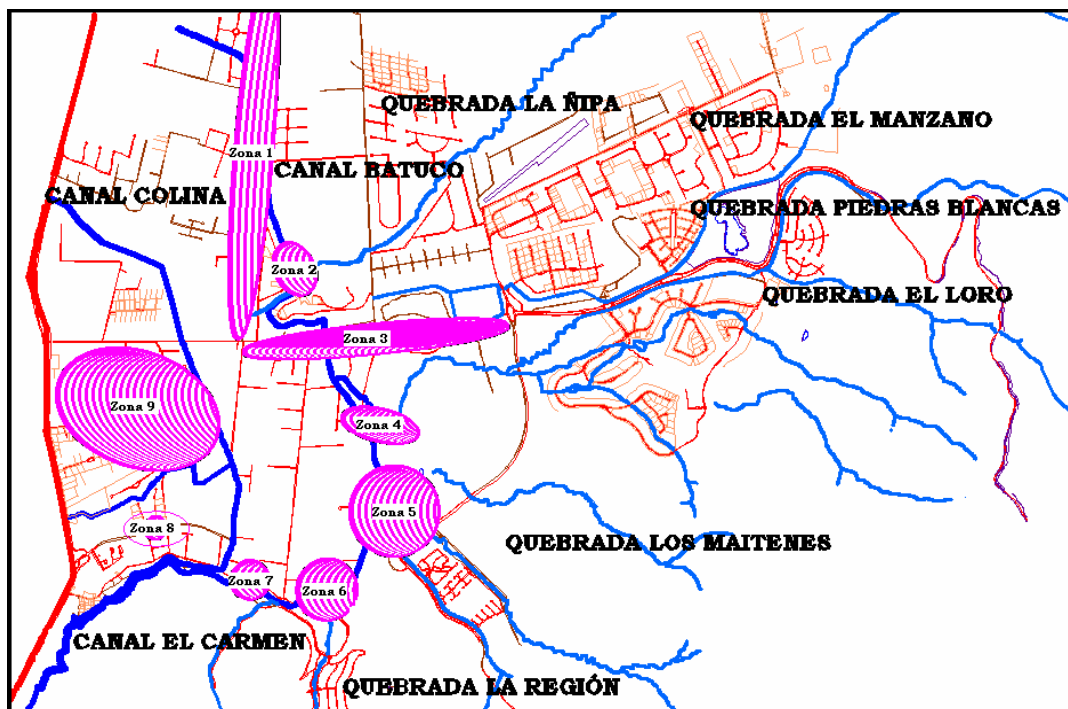 QUEBRADA LA ÑIPA
QUEBRADA EL MANZANO
Zona 1
CANAL BATUCO
CANAL COLINA
QUEBRADA PIEDRAS BLANCAS
Zona 2
QUEBRADA EL LORO
Zona 3
Zona 9
Zona 4
Zona 5
Zona 8
QUEBRADA LOS MAITENES
Zona 7
Zona 6
CANAL EL CARMEN
QUEBRADA LA REGIÓN